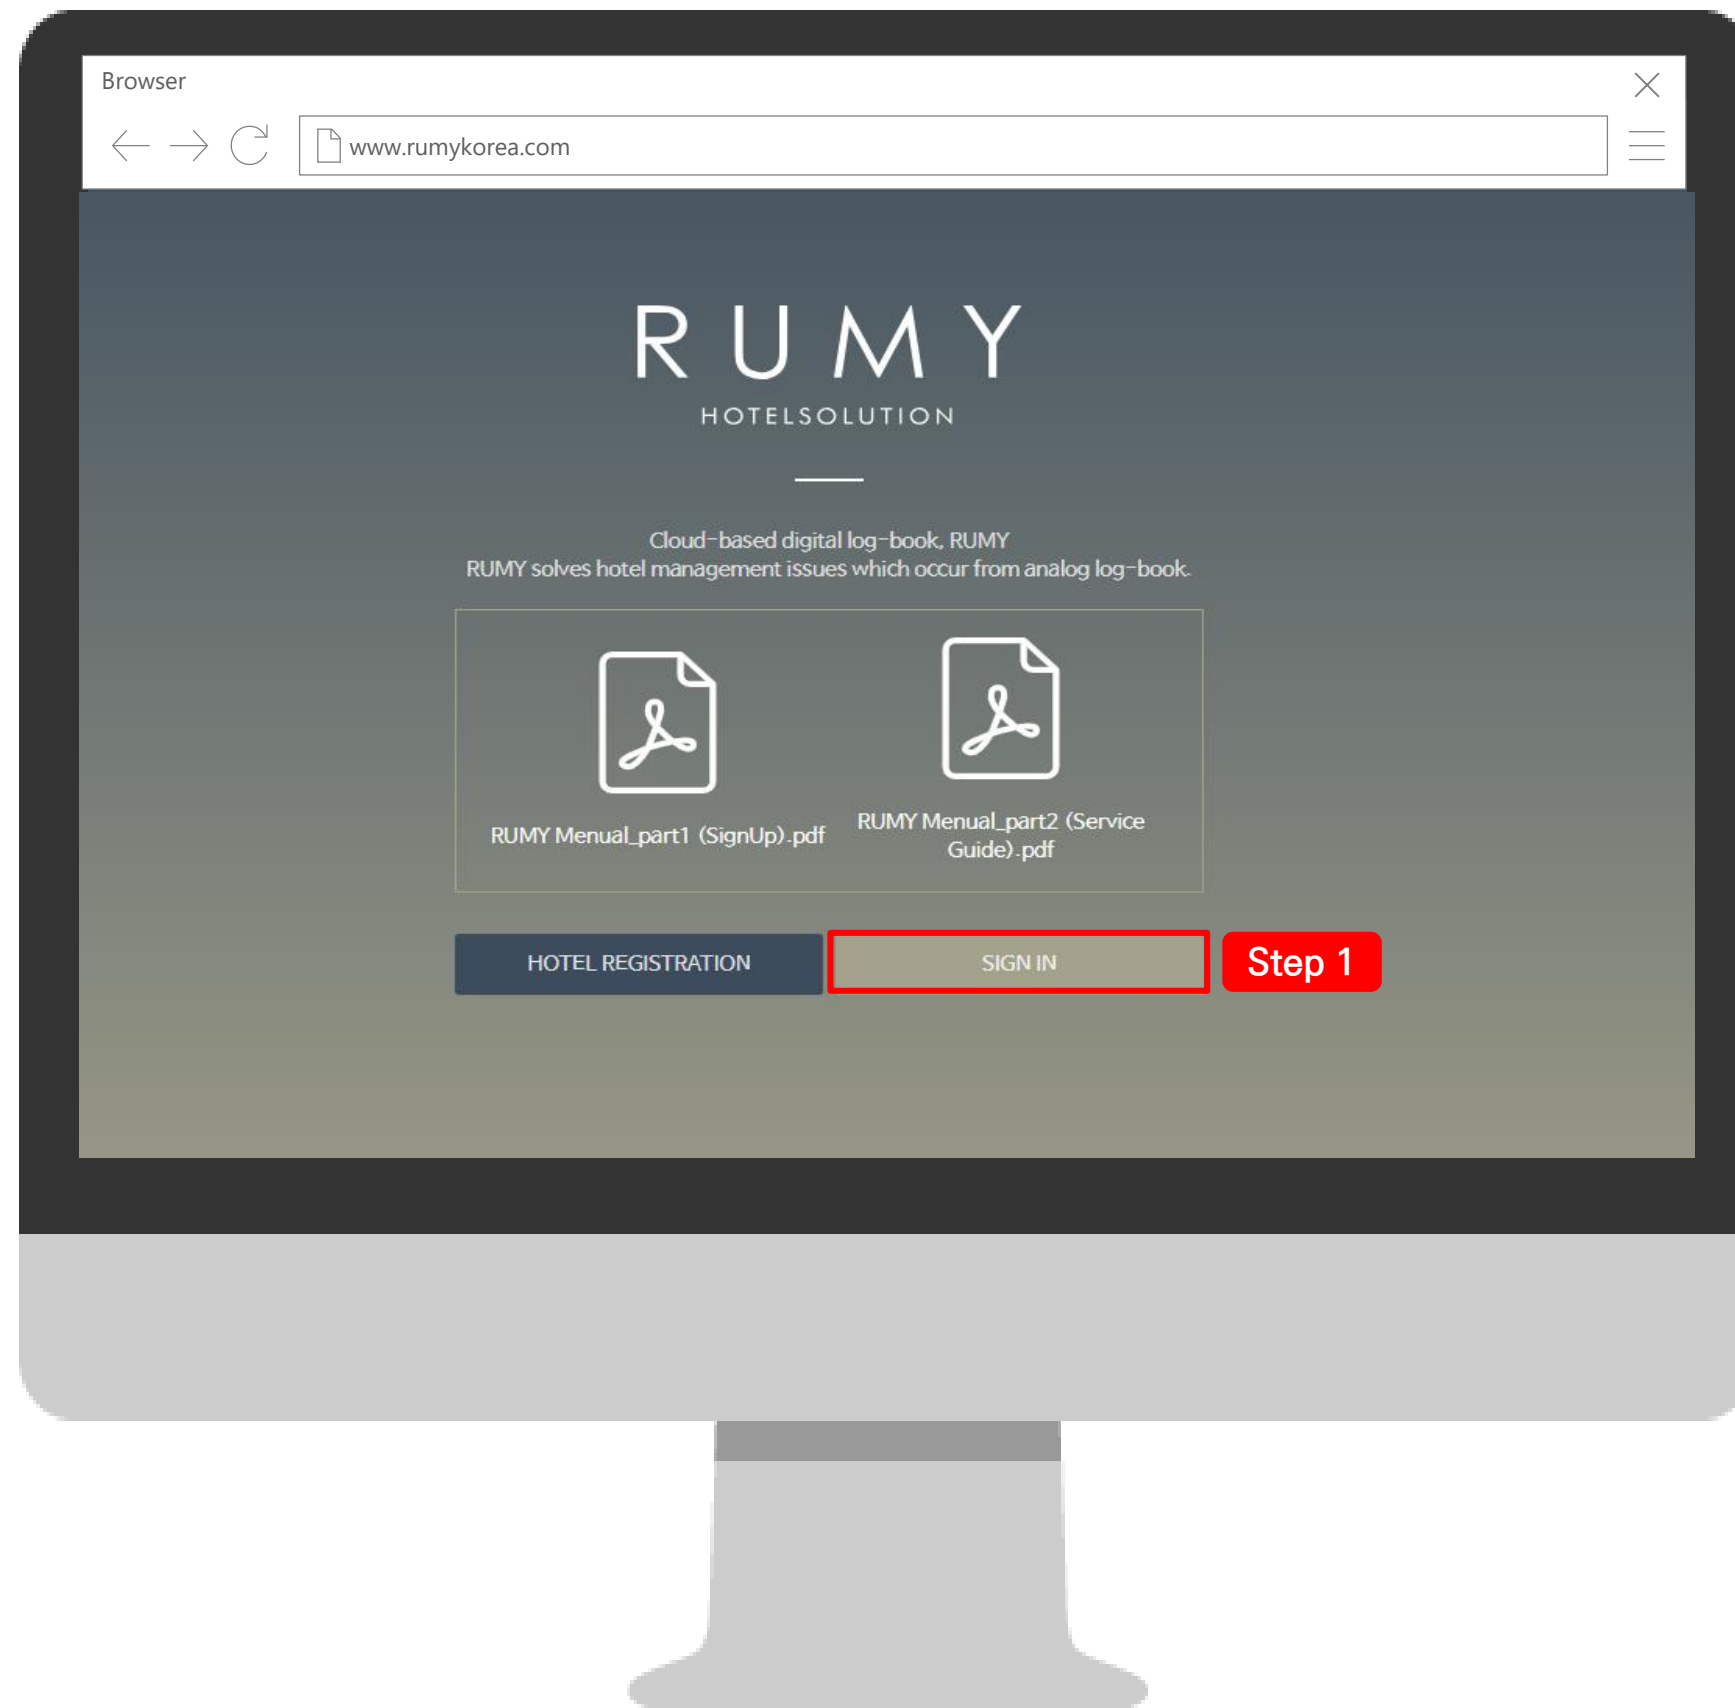 Browser
www.rumykorea.com
RUMY
HOTELSOLUTION
Cloud-based digital log-book, RUMY
RUMY solves hotel management issues which occur from analog log-book.
RUMY Menual_part1 (SignUp).pdf
RUMY Menual_part2 (Service
Guide).pdf
HOTEL REGISTRATION
SIGN IN
Step 1